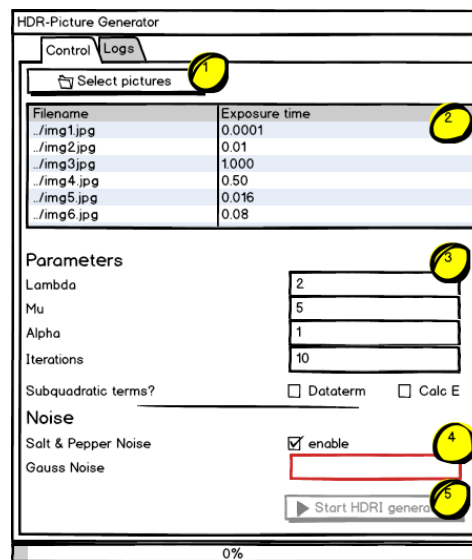 HDR-Picture Generator
Control Logs
Select pictures 1
Filename Exposure time 2
../img1.jpg 0.0001
../img2.jpg 0.01
../img3jpg 1.000
../img4.jpg 0.50
../img5.jpg 0.016
../img6.jpg 0.08
Parameters 3
Lambda 2
Mu 5
Alpha 1
Iterations 10
Subquadratic terms? Dataterm Calc E
Noise
Salt & Pepper Noise enable 4
Gauss Noise
Start HDRI genera 5
0%